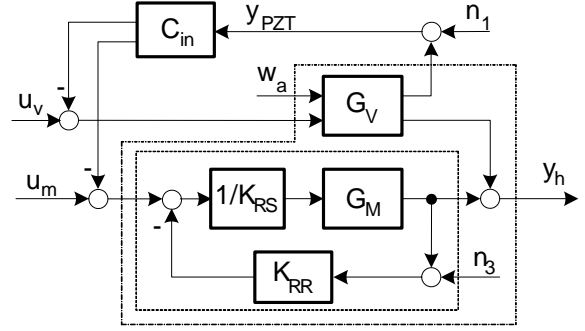 C_in
y_PZT
n_1
w_a
G_V
u_v
-
-
u_m
1/K_RS
G_M
y_h
-
K_RR
n_3